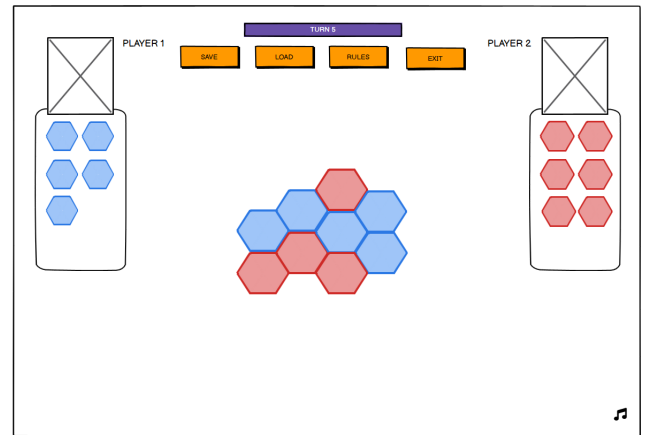 TURN 5
PLAYER 1
PLAYER 2
SAVE
LOAD
RULES
EXIT